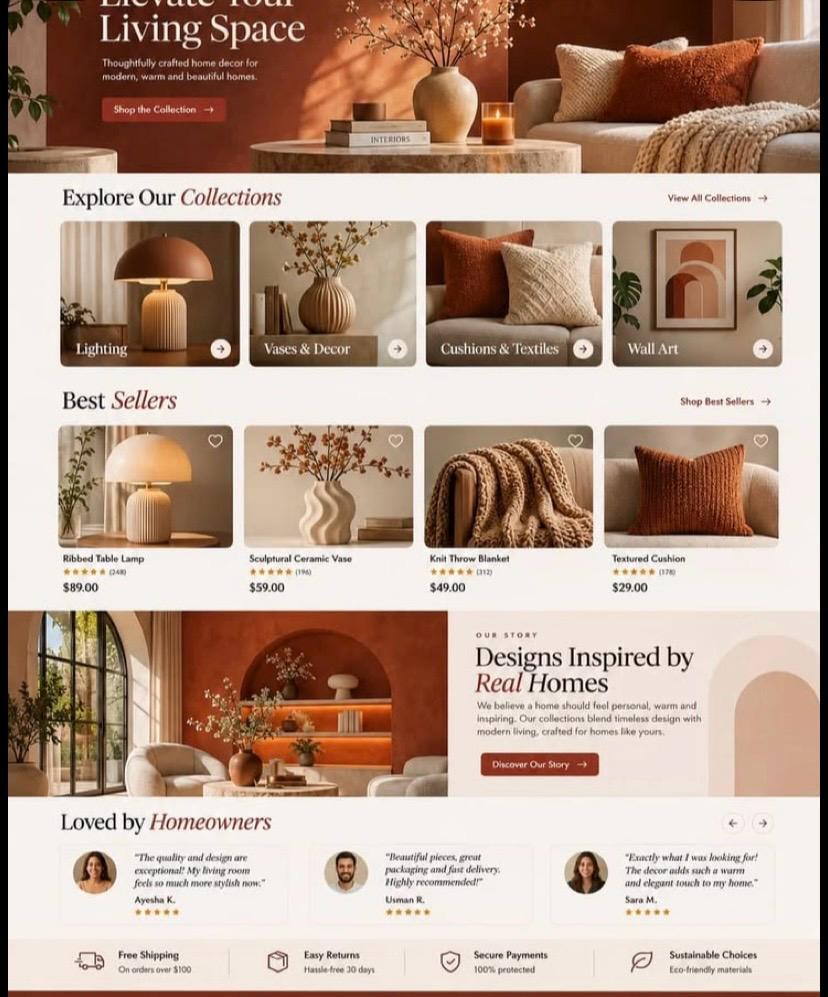 Elevate Your
Living Space
Thoughtfully crafted home decor for
modern, warm and beautiful homes.
Shop the Collection →
INTERIORS
Explore Our Collections
View All Collections →
Lighting
Vases & Decor
Cushions & Textiles
Wall Art
Best Sellers
Shop Best Sellers →
Ribbed Table Lamp
★★★★★ (248)
$89.00
Sculptural Ceramic Vase
★★★★★ (196)
$59.00
Knit Throw Blanket
★★★★★ (312)
$49.00
Textured Cushion
★★★★★ (178)
$29.00
OUR STORY
Designs Inspired by
Real Homes
We believe a home should feel personal, warm and
inspiring. Our collections blend timeless design with
modern living, crafted for homes like yours.
Discover Our Story →
Loved by Homeowners
"The quality and design are
exceptional! My living room
feels so much more stylish now."
Ayesha K.
★★★★★
"Beautiful pieces, great
packaging and fast delivery.
Highly recommended!"
Usman R.
★★★★★
"Exactly what I was looking for!
The decor adds such a warm
and elegant touch to my home."
Sara M.
★★★★★
Free Shipping
On orders over $100
Easy Returns
Hassle-free 30 days
Secure Payments
100% protected
Sustainable Choices
Eco-friendly materials